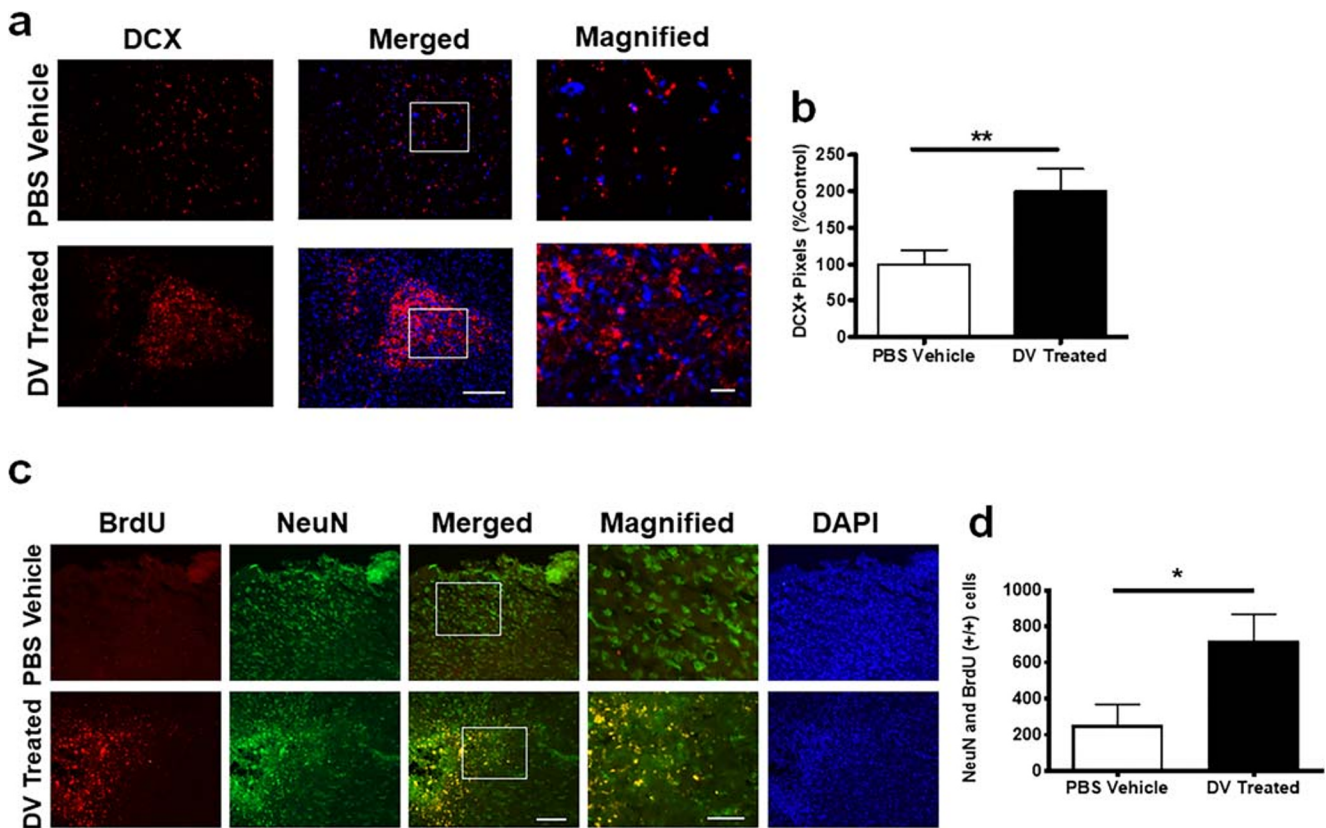 a
DCX Merged Magnified
PBS Vehicle
DV Treated
b
**
DCX+ Pixels (%Control)
250
200
150
100
50
0
PBS Vehicle DV Treated
c
BrdU NeuN Merged Magnified DAPI
PBS Vehicle
DV Treated
d
*
NeuN and BrdU (+/+) cells
1000
800
600
400
200
0
PBS Vehicle DV Treated